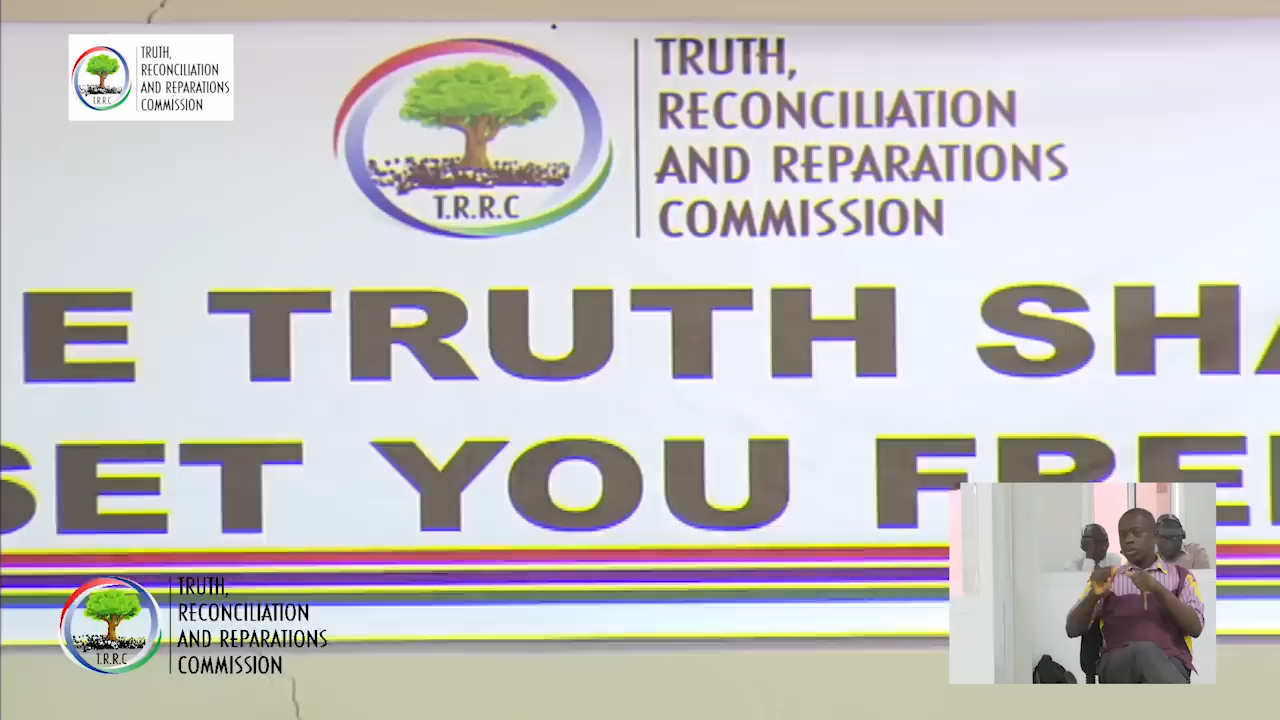 TRUTH,
RECONCILIATION
AND REPARATIONS
COMMISSION
T.R.R.C
TRUTH,
RECONCILIATION
AND REPARATIONS
COMMISSION
T.R.R.C
E TRUTH SHA
SET YOU FREE
TRUTH,
RECONCILIATION
AND REPARATIONS
COMMISSION
T.R.R.C